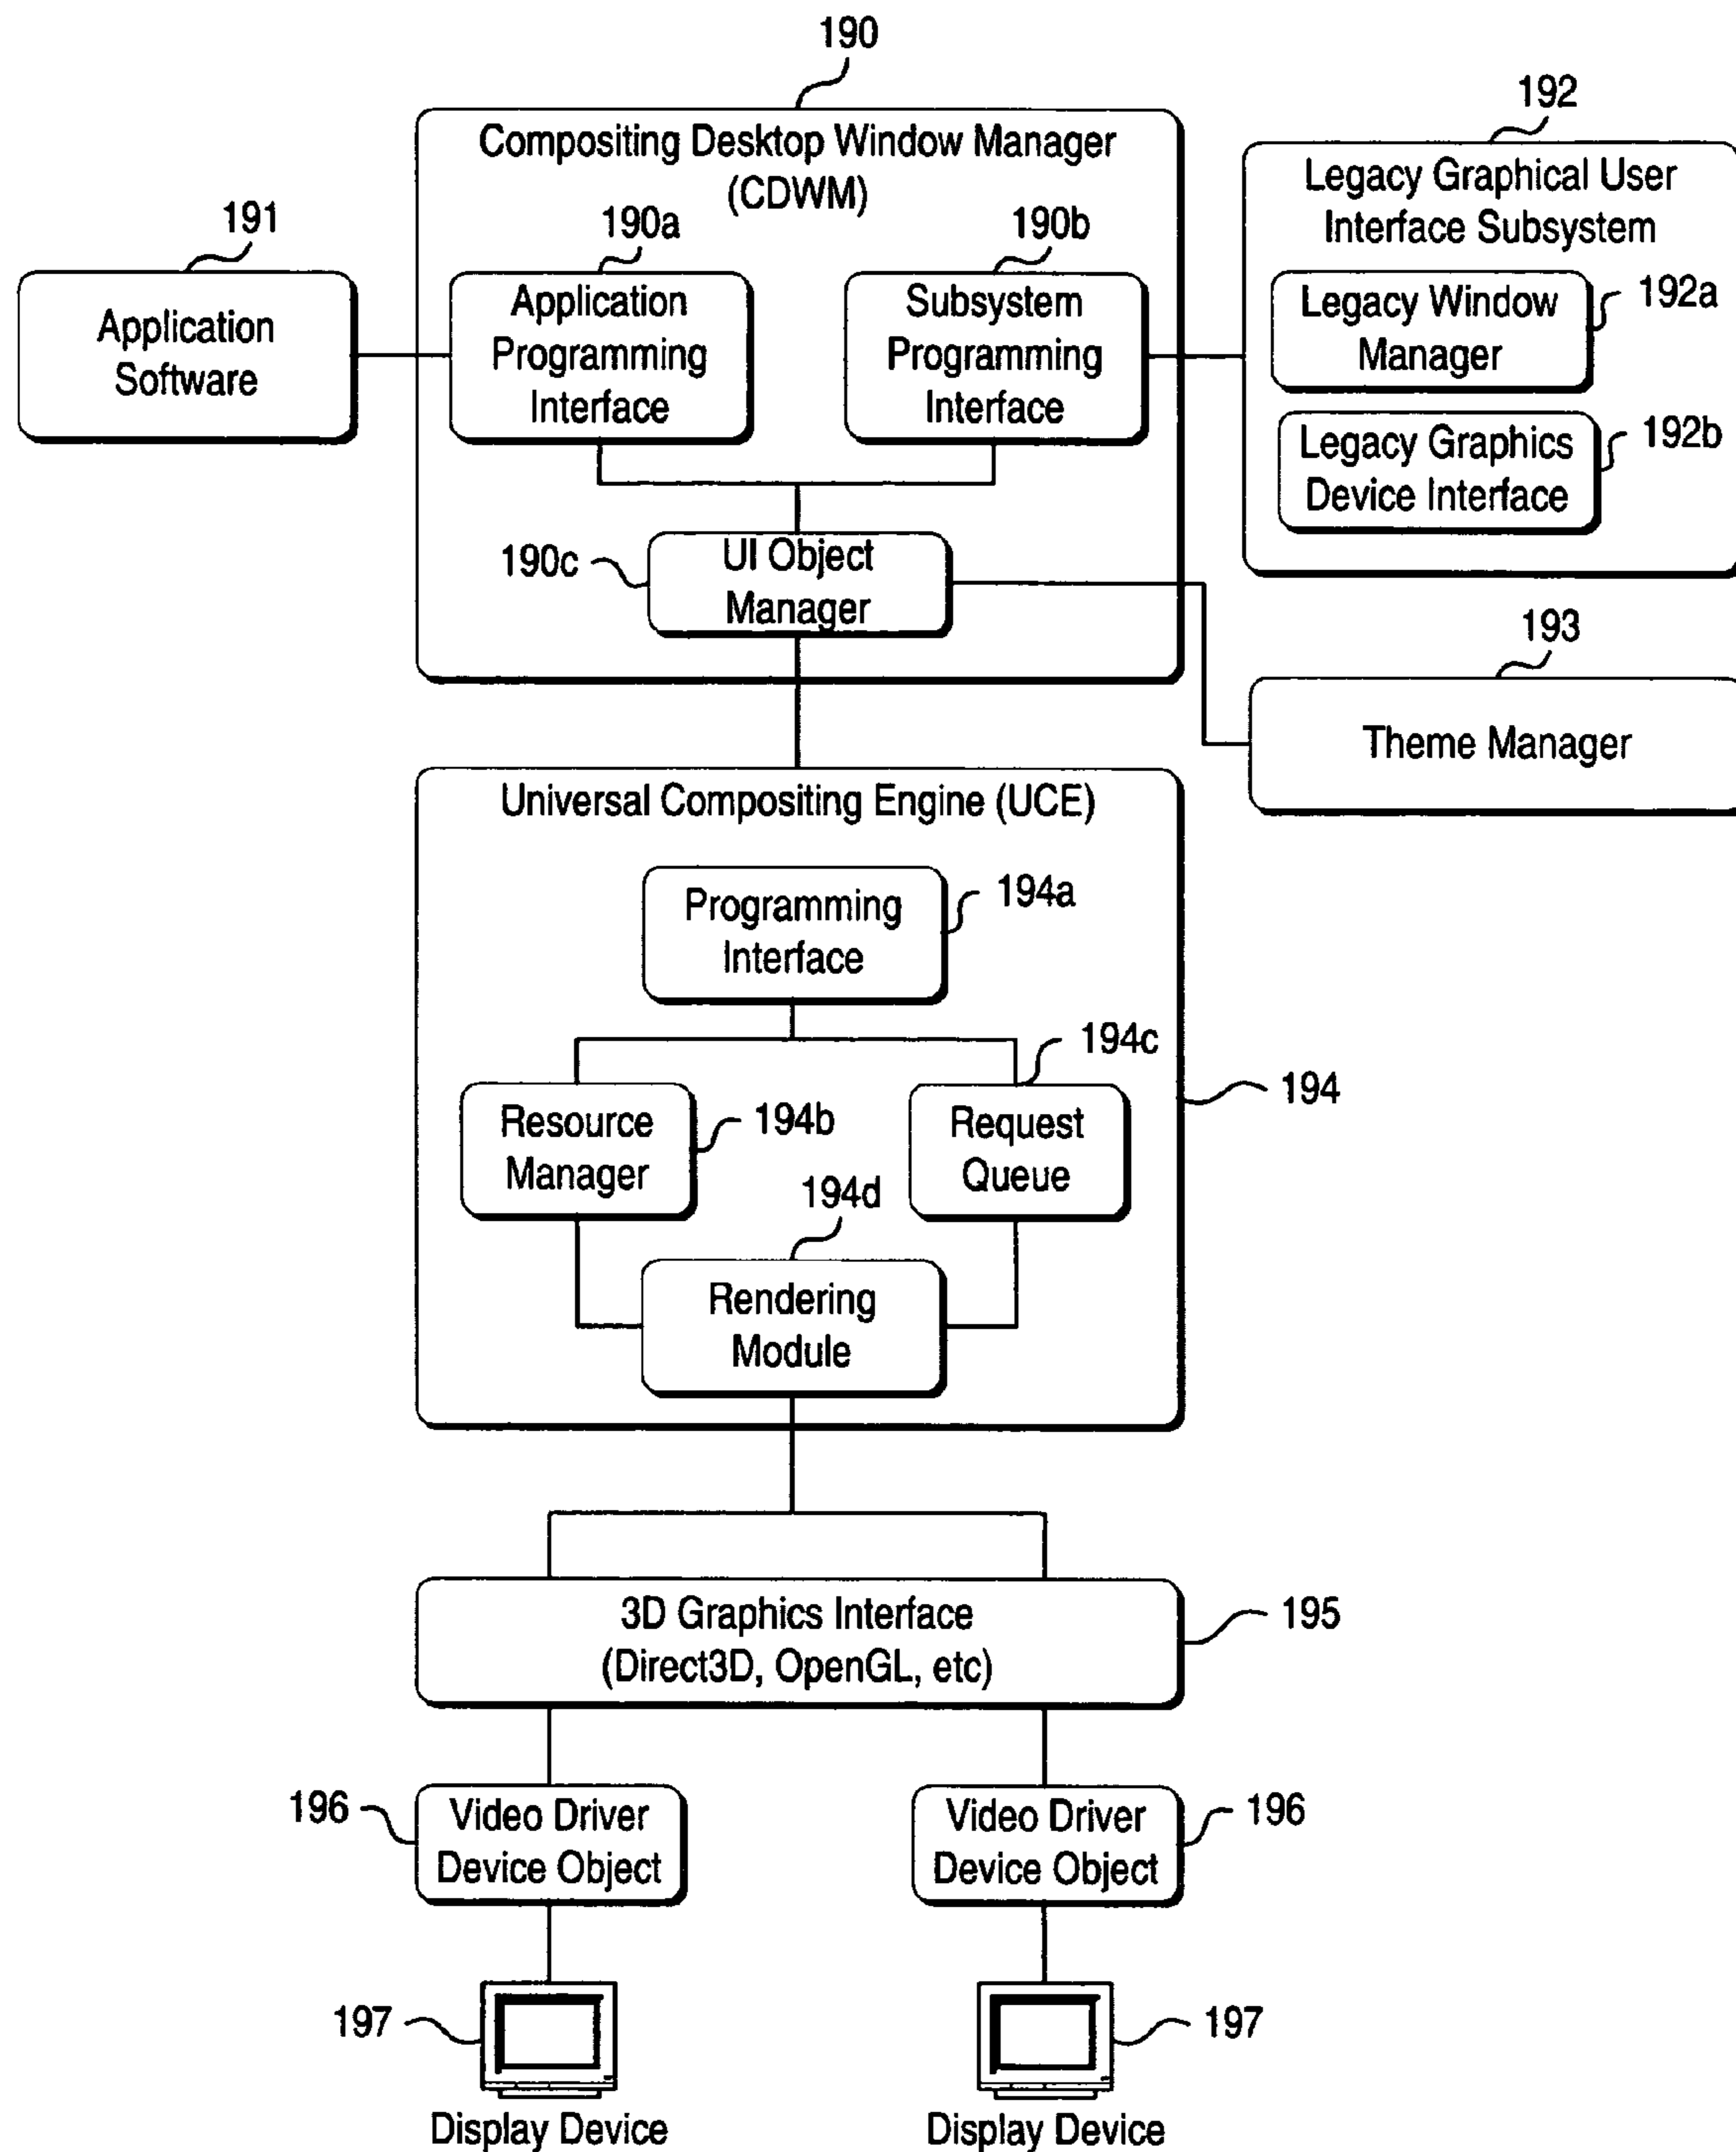 190
Compositing Desktop Window Manager
(CDWM)
192
Legacy Graphical User
Interface Subsystem
191
Application
Software
190a
Application
Programming
Interface
190b
Subsystem
Programming
Interface
Legacy Window
Manager
192a
Legacy Graphics
Device Interface
192b
190c
UI Object
Manager
193
Theme Manager
Universal Compositing Engine (UCE)
Programming
Interface
194a
194c
Resource
Manager
194b
Request
Queue
194
194d
Rendering
Module
3D Graphics Interface
(Direct3D, OpenGL, etc)
195
196
Video Driver
Device Object
Video Driver
Device Object
196
197
197
Display Device
Display Device